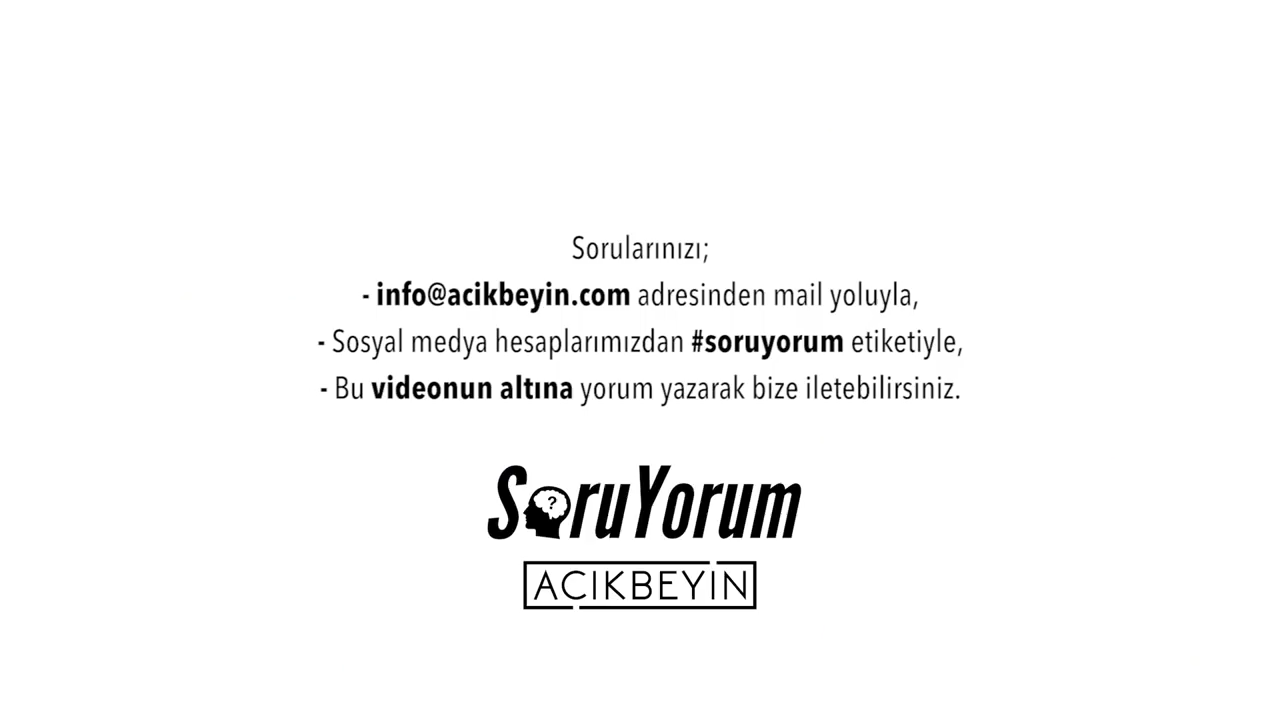 Sorularınızı;
- info@acikbeyin.com adresinden mail yoluyla,
- Sosyal medya hesaplarımızdan #soruyorum etiketiyle,
- Bu videonun altına yorum yazarak bize iletebilirsiniz.
SoruYorum
AÇIKBEYİN